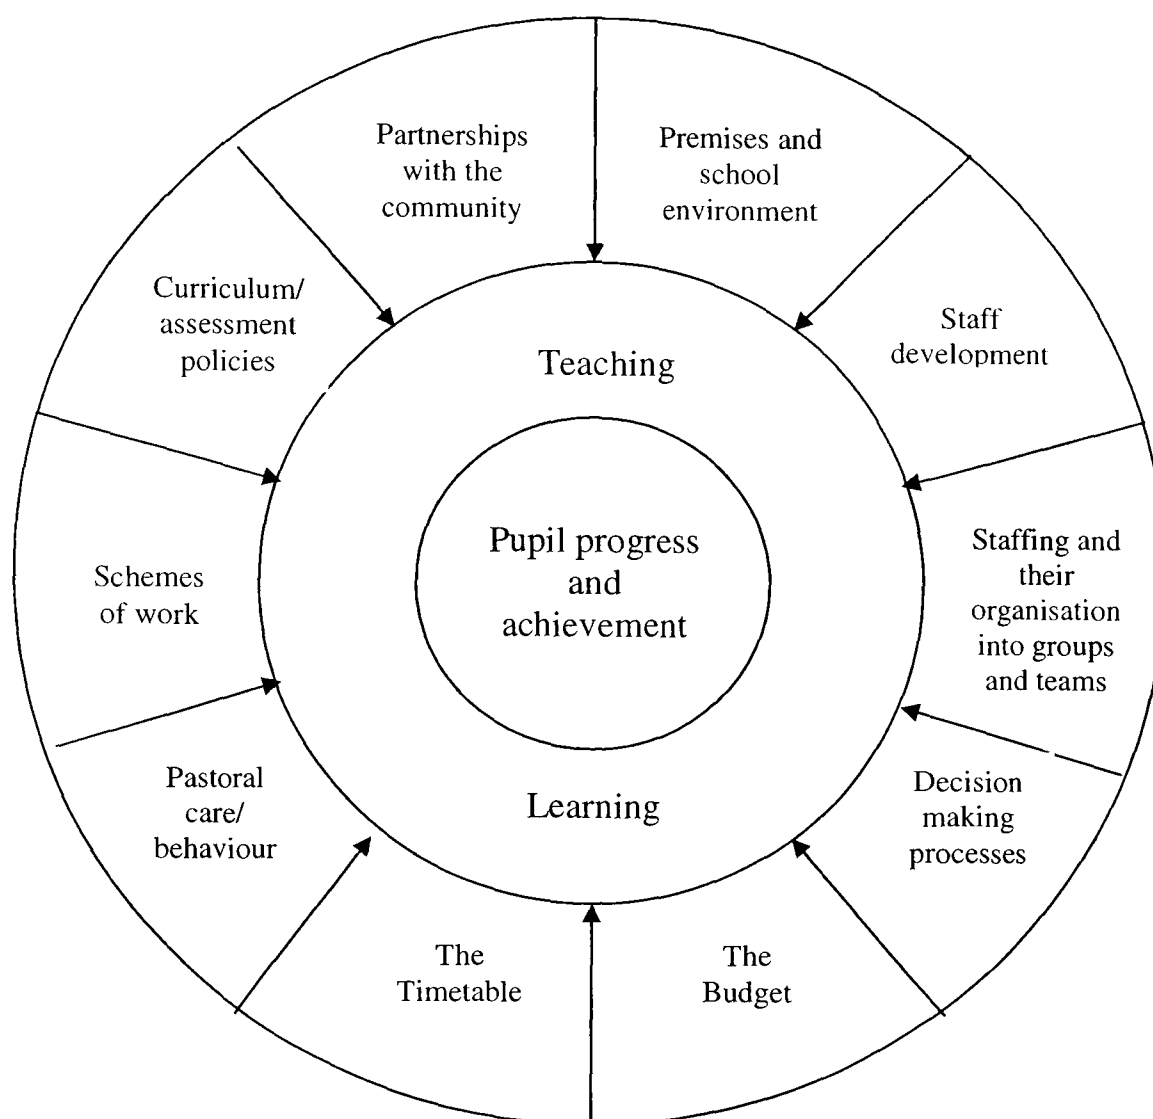 Partnerships
with the
community
Premises and
school
environment
Staff
development
Staffing and
their
organisation
into groups
and teams
Decision
making
processes
The
Budget
The
Timetable
Pastoral
care/
behaviour
Schemes
of work
Curriculum/
assessment
policies
Teaching
Pupil progress
and
achievement
Learning